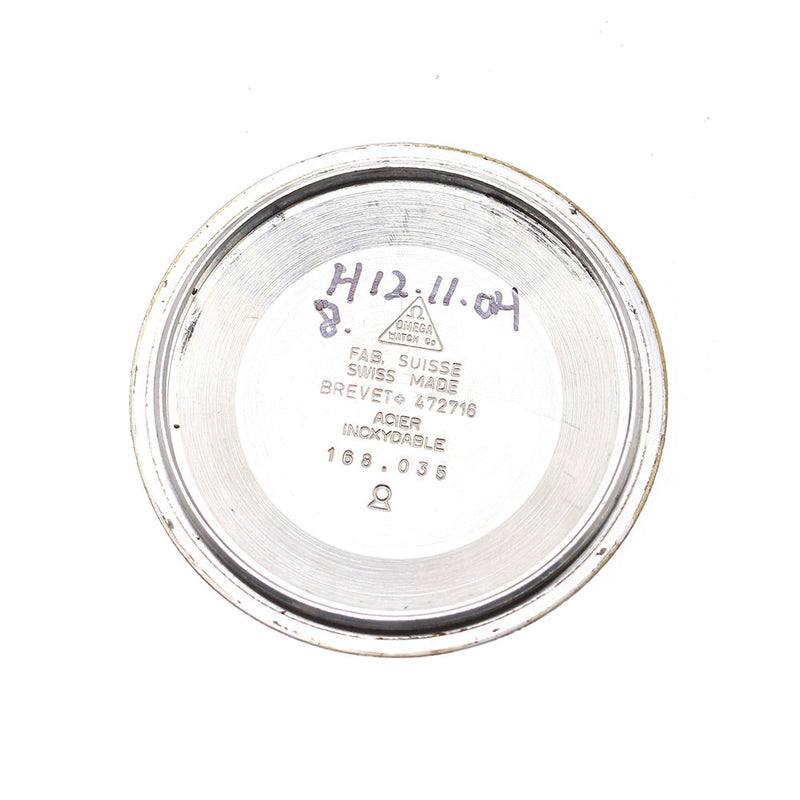 H12.11.04
8.
Ω
OMEGA
WATCH Co
FAB. SUISSE
SWISS MADE
BREVET + 472716
ACIER
INOXYDABLE
168.035